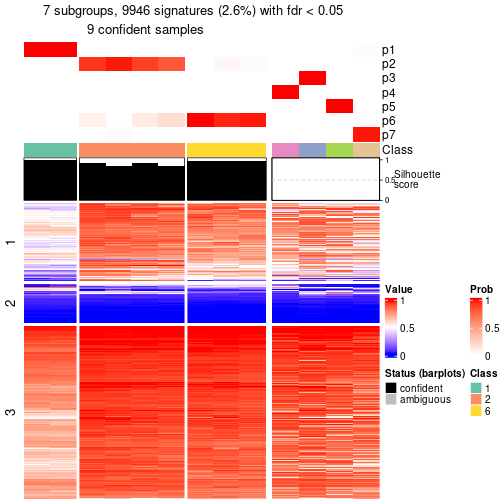 7 subgroups, 9946 signatures (2.6%) with fdr < 0.05
9 confident samples
p1
p2
p3
p4
p5
p6
p7
Class
1
0.5
0
Silhouette
score
1
2
3
Value
1
0.5
0
Prob
1
0.5
0
Status (barplots)
confident
ambiguous
Class
1
2
6